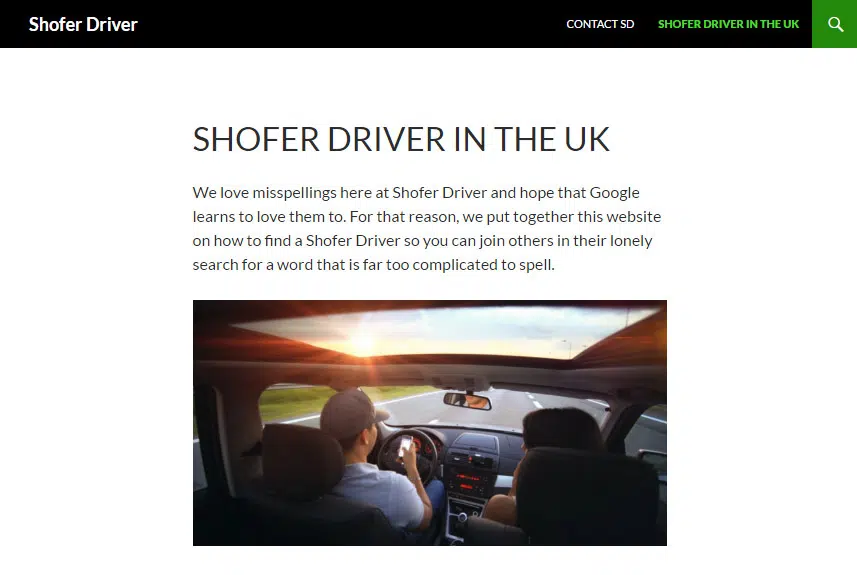 Shofer Driver
CONTACT SD
SHOFER DRIVER IN THE UK
SHOFER DRIVER IN THE UK
We love misspellings here at Shofer Driver and hope that Google
learns to love them to. For that reason, we put together this website
on how to find a Shofer Driver so you can join others in their lonely
search for a word that is far too complicated to spell.